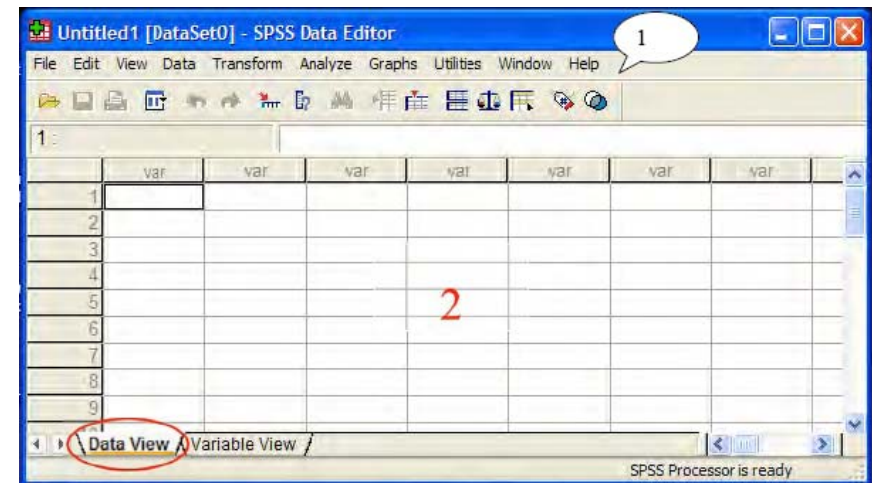 Untitled1 [DataSet0] - SPSS Data Editor
1
File Edit View Data Transform Analyze Graphs Utilities Window Help
1 :
var var var var var var var
1
2
3
4
5
2
6
7
8
9
Data View Variable View
SPSS Processor is ready